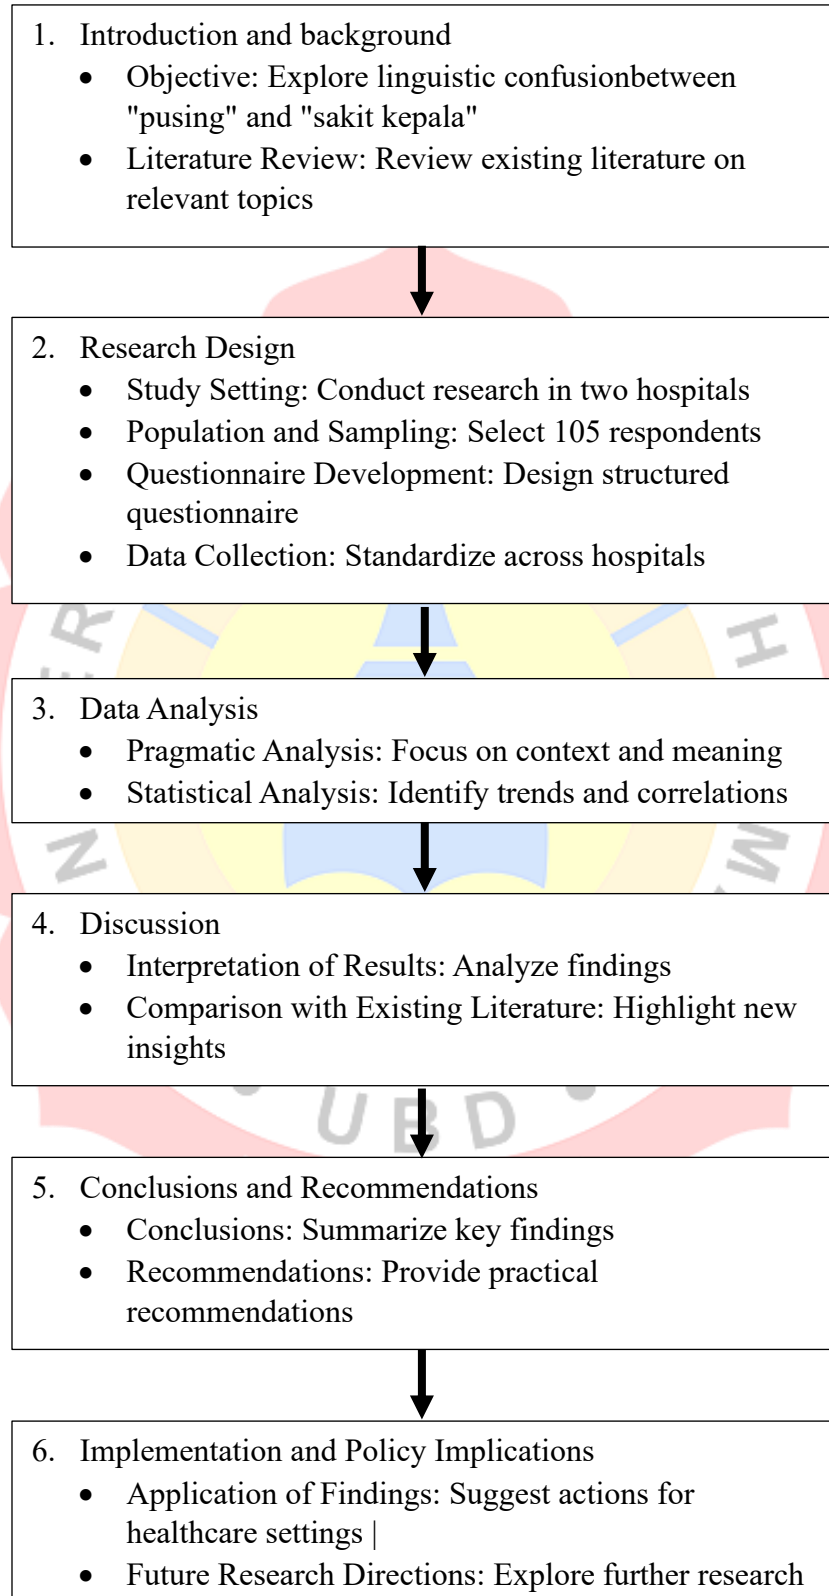 1. Introduction and background
• Objective: Explore linguistic confusionbetween
"pusing" and "sakit kepala"
• Literature Review: Review existing literature on
relevant topics
2. Research Design
• Study Setting: Conduct research in two hospitals
• Population and Sampling: Select 105 respondents
• Questionnaire Development: Design structured
questionnaire
• Data Collection: Standardize across hospitals
3. Data Analysis
• Pragmatic Analysis: Focus on context and meaning
• Statistical Analysis: Identify trends and correlations
4. Discussion
• Interpretation of Results: Analyze findings
• Comparison with Existing Literature: Highlight new
insights
UBD
5. Conclusions and Recommendations
• Conclusions: Summarize key findings
• Recommendations: Provide practical
recommendations
6. Implementation and Policy Implications
• Application of Findings: Suggest actions for
healthcare settings |
• Future Research Directions: Explore further research